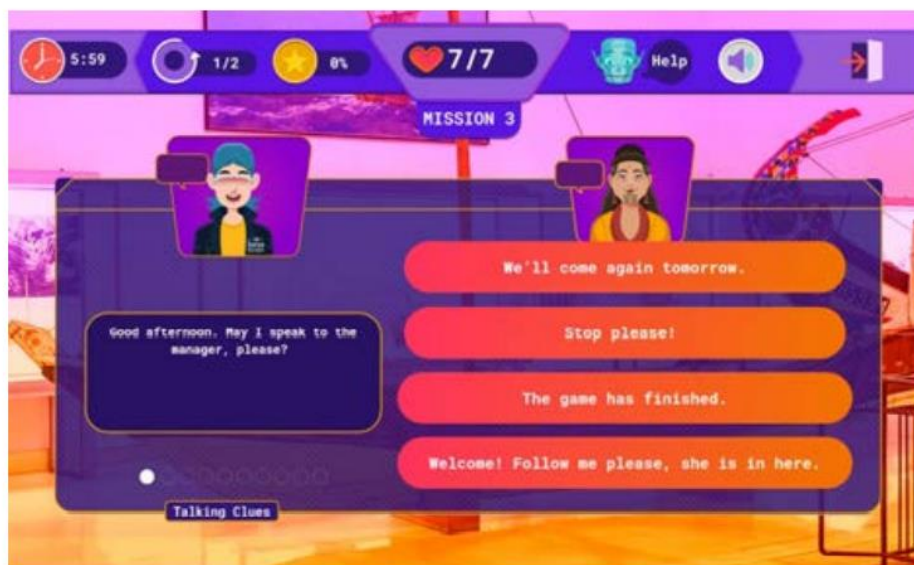 5:59
1/2
0%
7/7
Help
MISSION 3
We'll come again tomorrow.
Good afternoon. May I speak to the
manager, please?
Stop please!
The game has finished.
Welcome! Follow me please, she is in here.
Talking Clues